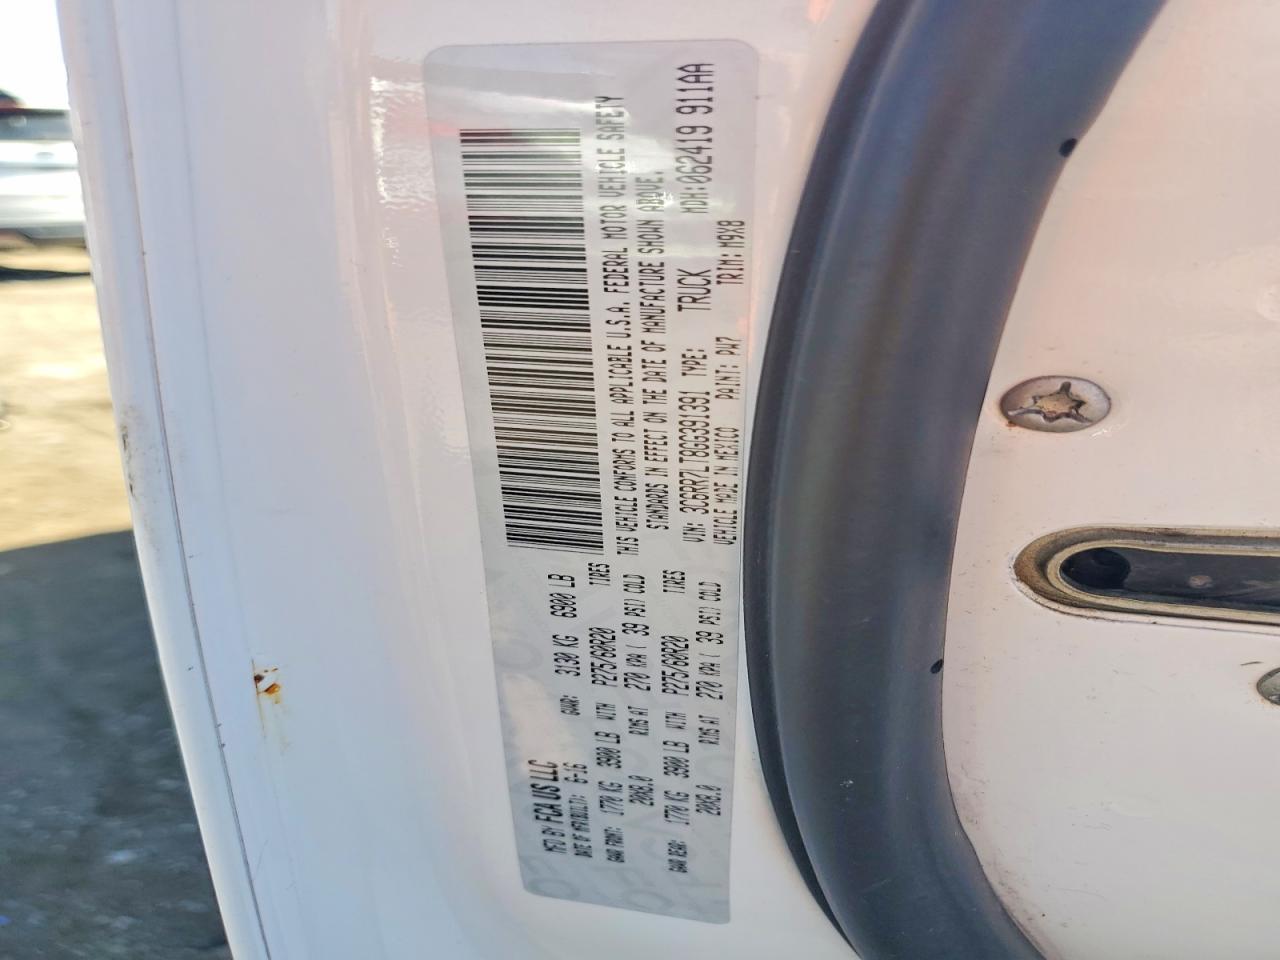 MFD BY FCA US LLC
DATE OF MFR(BUILT): 6-16 GVWR: 3130 KG 6900 LB
GAWR FRONT: 1770 KG 3900 LB WITH P275/60R20 TIRES
20X8.0 RIMS AT 270 KPA ( 39 PSI) COLD
GAWR REAR: 1770 KG 3900 LB WITH P275/60R20 TIRES
20X8.0 RIMS AT 270 KPA ( 39 PSI) COLD
THIS VEHICLE CONFORMS TO ALL APPLICABLE U.S.A. FEDERAL MOTOR VEHICLE SAFETY
STANDARDS IN EFFECT ON THE DATE OF MANUFACTURE SHOWN ABOVE.
VIN: 3C6RR7LT8GG391391 TYPE: TRUCK MDH:062419 911AA
VEHICLE MADE IN MEXICO PAINT: PW7 TRIM: M9X8